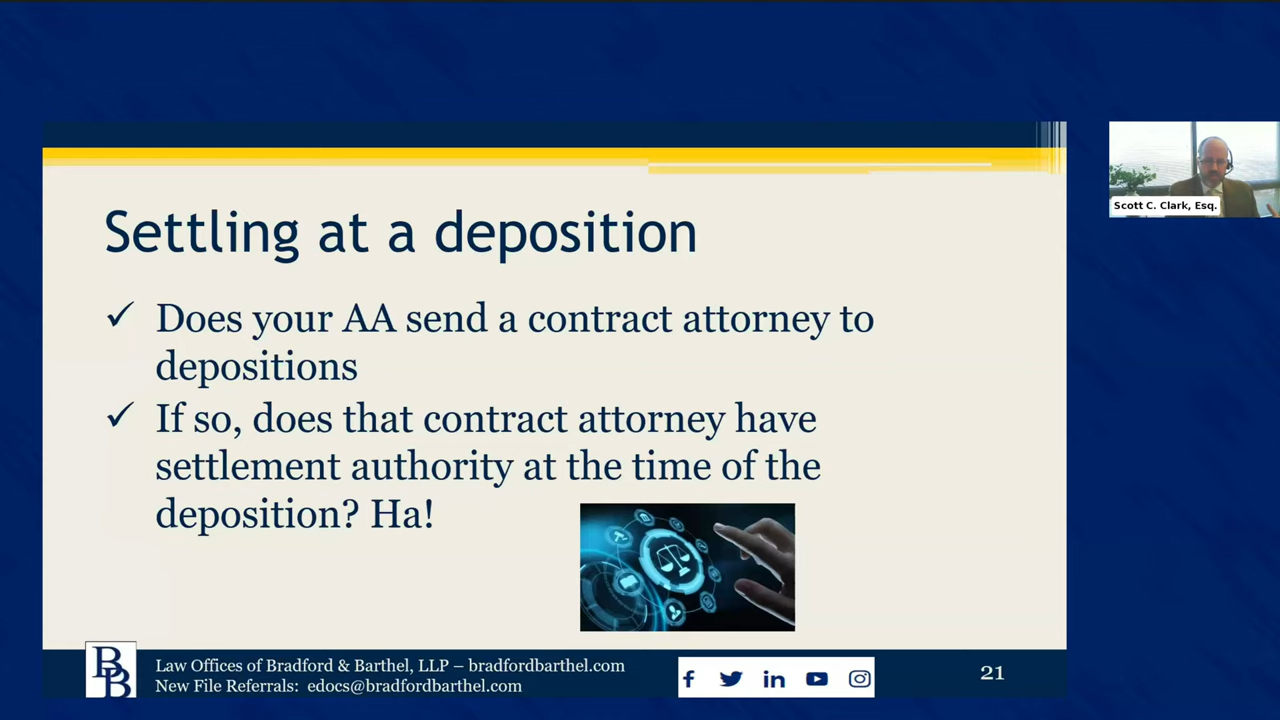 Settling at a deposition
✓ Does your AA send a contract attorney to
depositions
✓ If so, does that contract attorney have
settlement authority at the time of the
deposition? Ha!
Scott C. Clark, Esq.
BB
Law Offices of Bradford & Barthel, LLP – bradfordbarthel.com
New File Referrals: edocs@bradfordbarthel.com
21